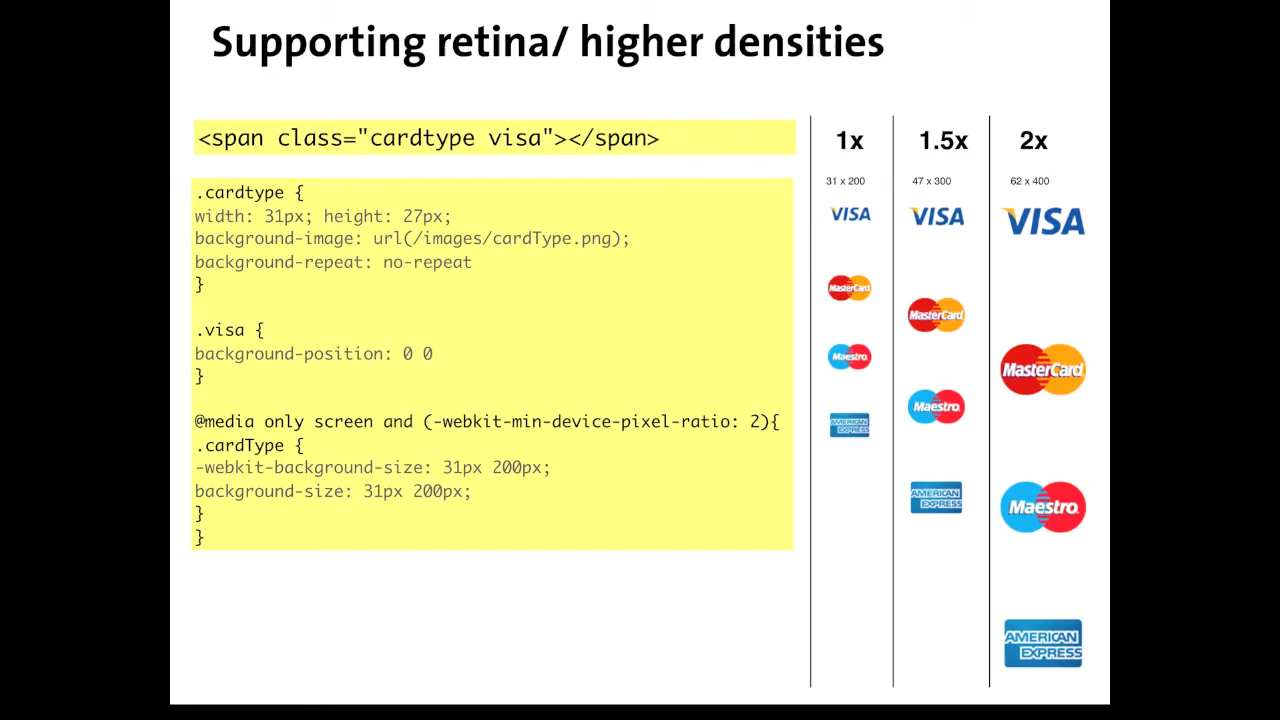 Supporting retina/ higher densities
<span class="cardtype visa"></span>
.cardtype {
width: 31px; height: 27px;
background-image: url(/images/cardType.png);
background-repeat: no-repeat
}
.visa {
background-position: 0 0
}
@media only screen and (-webkit-min-device-pixel-ratio: 2){
.cardType {
-webkit-background-size: 31px 200px;
background-size: 31px 200px;
}
}
1x
31 x 200
VISA
MasterCard
Maestro
AMERICAN
EXPRESS
1.5x
47 x 300
VISA
MasterCard
Maestro
AMERICAN
EXPRESS
2x
62 x 400
VISA
MasterCard
Maestro
AMERICAN
EXPRESS